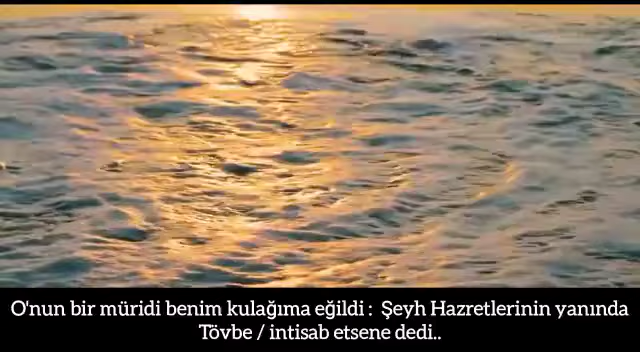 O'nun bir müridi benim kulağıma eğildi : Şeyh Hazretlerinin yanında
Tövbe / intisab etsene dedi..